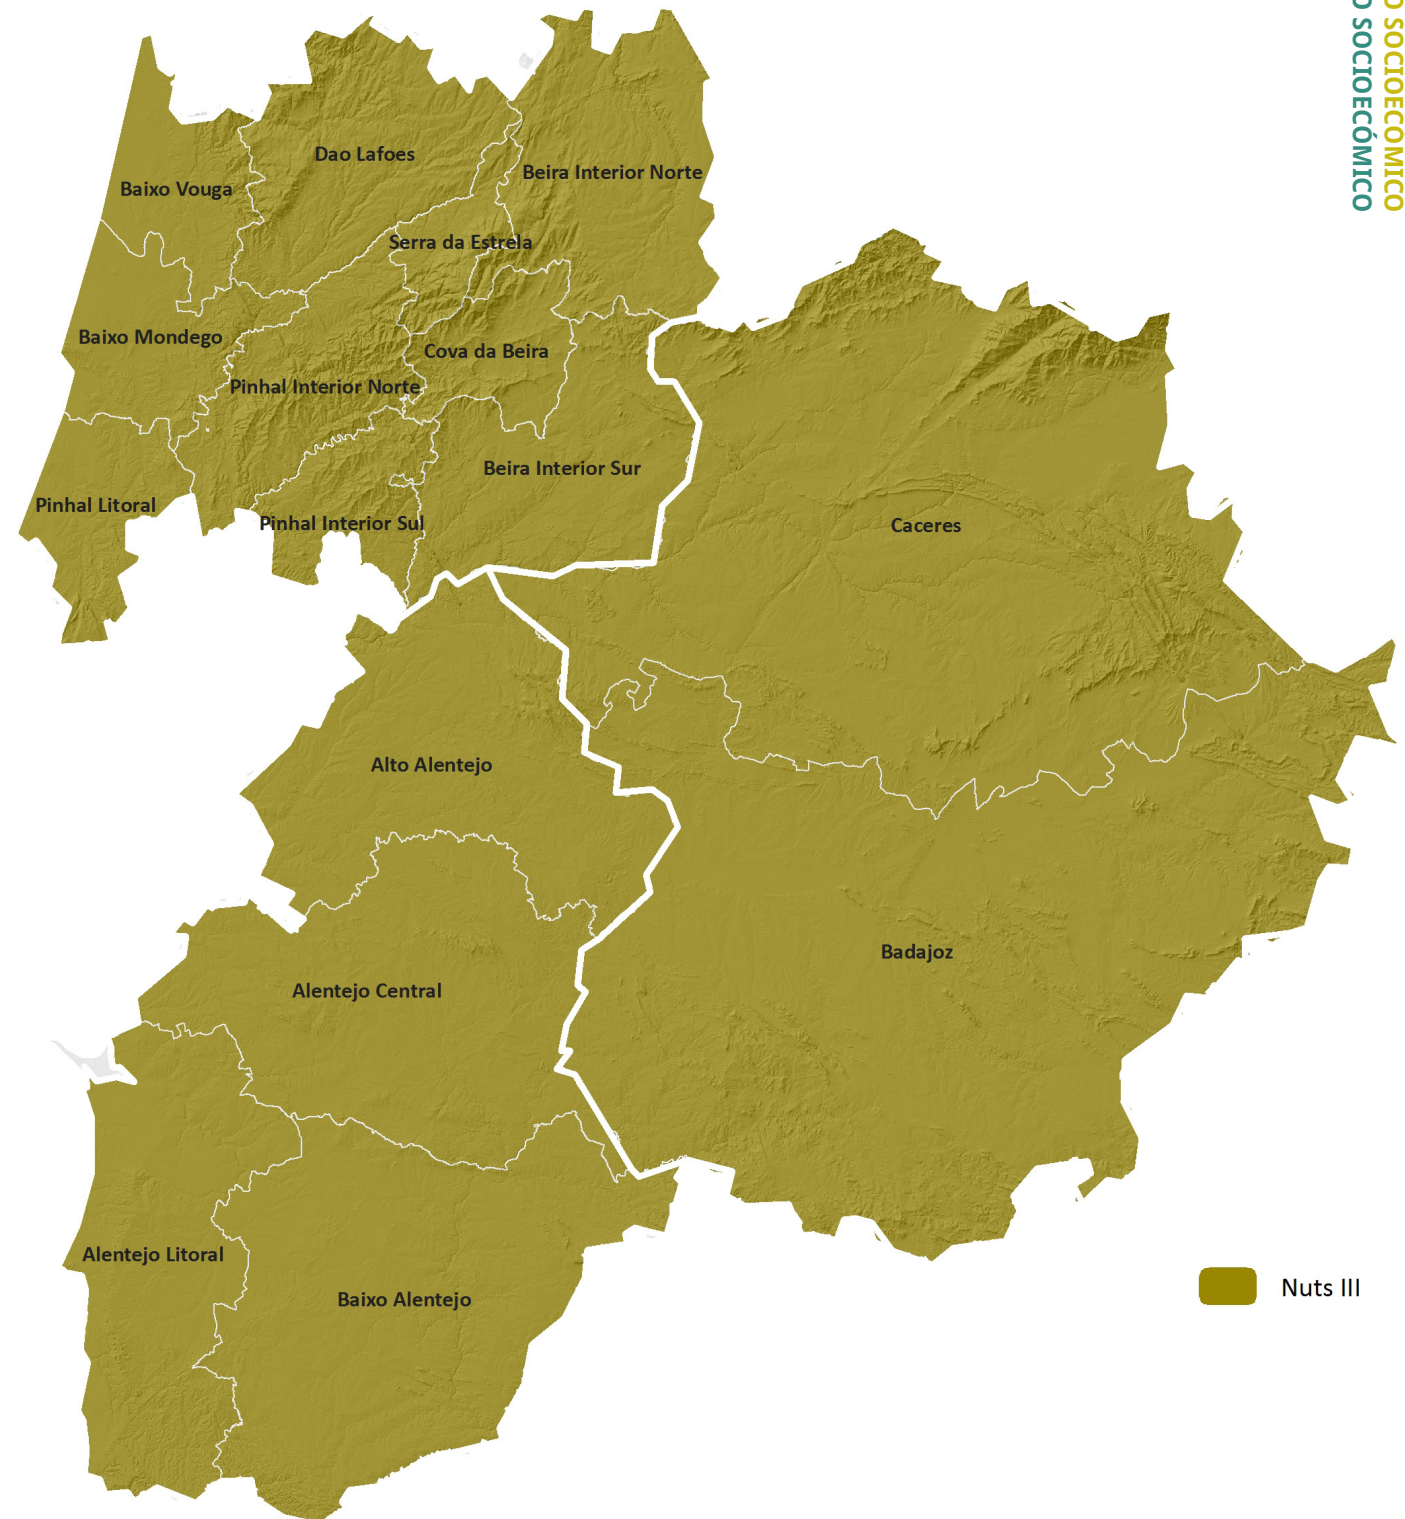 O SOCIOECOMICO
O SOCIOECÓMICO
Dao Lafoes
Beira Interior Norte
Baixo Vouga
Serra da Estrela
Baixo Mondego
Cova da Beira
Pinhal Interior Norte
Beira Interior Sur
Pinhal Litoral
Pinhal Interior Sul
Caceres
Alto Alentejo
Badajoz
Alentejo Central
Alentejo Litoral
Baixo Alentejo
Nuts III